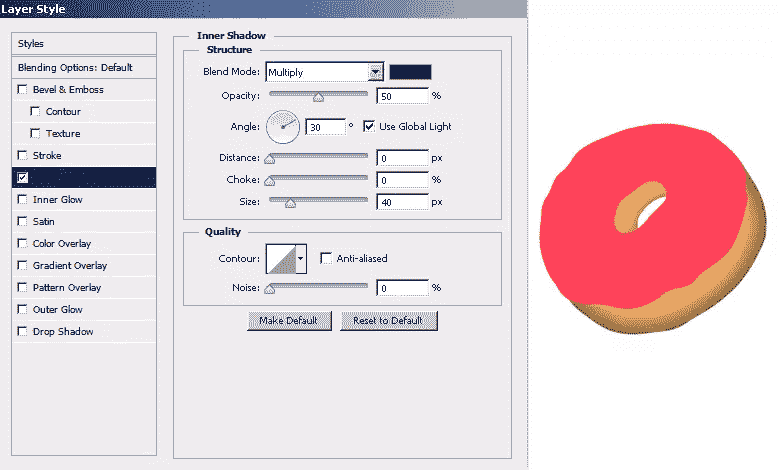 Layer Style
Styles
Blending Options: Default
Bevel & Emboss
Contour
Texture
Stroke
Inner Glow
Satin
Color Overlay
Gradient Overlay
Pattern Overlay
Outer Glow
Drop Shadow
Inner Shadow
Structure
Blend Mode: Multiply
Opacity: 50 %
Angle: 30 ° Use Global Light
Distance: 0 px
Choke: 0 %
Size: 40 px
Quality
Contour: Anti-aliased
Noise: 0 %
Make Default Reset to Default